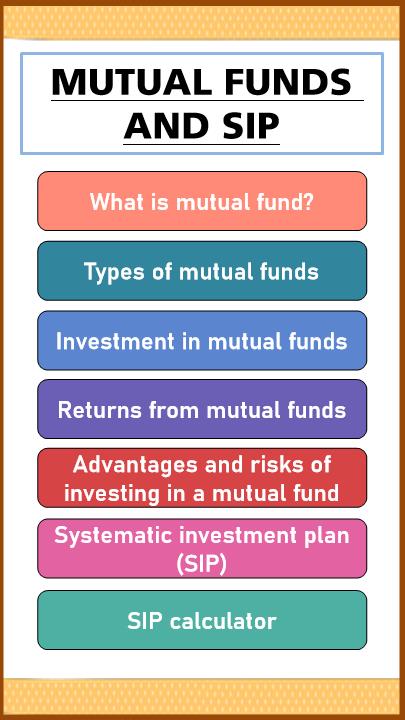 MUTUAL FUNDS
AND SIP
What is mutual fund?
Types of mutual funds
Investment in mutual funds
Returns from mutual funds
Advantages and risks of
investing in a mutual fund
Systematic investment plan
(SIP)
SIP calculator